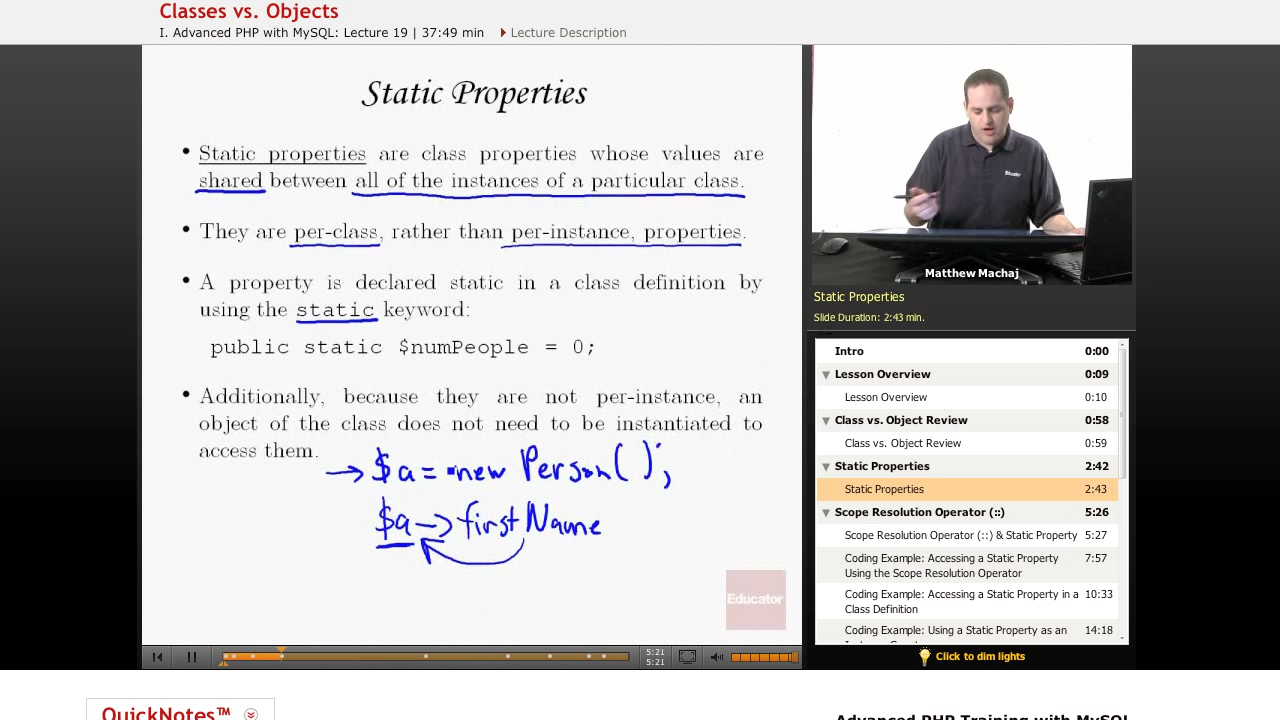 Classes vs. Objects
I. Advanced PHP with MySQL: Lecture 19 | 37:49 min Lecture Description
Static Properties
• Static properties are class properties whose values are
shared between all of the instances of a particular class.
• They are per-class, rather than per-instance, properties.
• A property is declared static in a class definition by
using the static keyword:
public static $numPeople = 0;
• Additionally, because they are not per-instance, an
object of the class does not need to be instantiated to
access them.
→ $a = new Person();
$a -> firstName
Educator
5:21
5:21
Matthew Machaj
Static Properties
Slide Duration: 2:43 min.
Intro 0:00
Lesson Overview 0:09
Lesson Overview 0:10
Class vs. Object Review 0:58
Class vs. Object Review 0:59
Static Properties 2:42
Static Properties 2:43
Scope Resolution Operator (::) 5:26
Scope Resolution Operator (::) & Static Property 5:27
Coding Example: Accessing a Static Property 7:57
Using the Scope Resolution Operator
Coding Example: Accessing a Static Property in a 10:33
Class Definition
Coding Example: Using a Static Property as an 14:18
Click to dim lights
QuickNotes™
Advanced PHP Training with MySQL